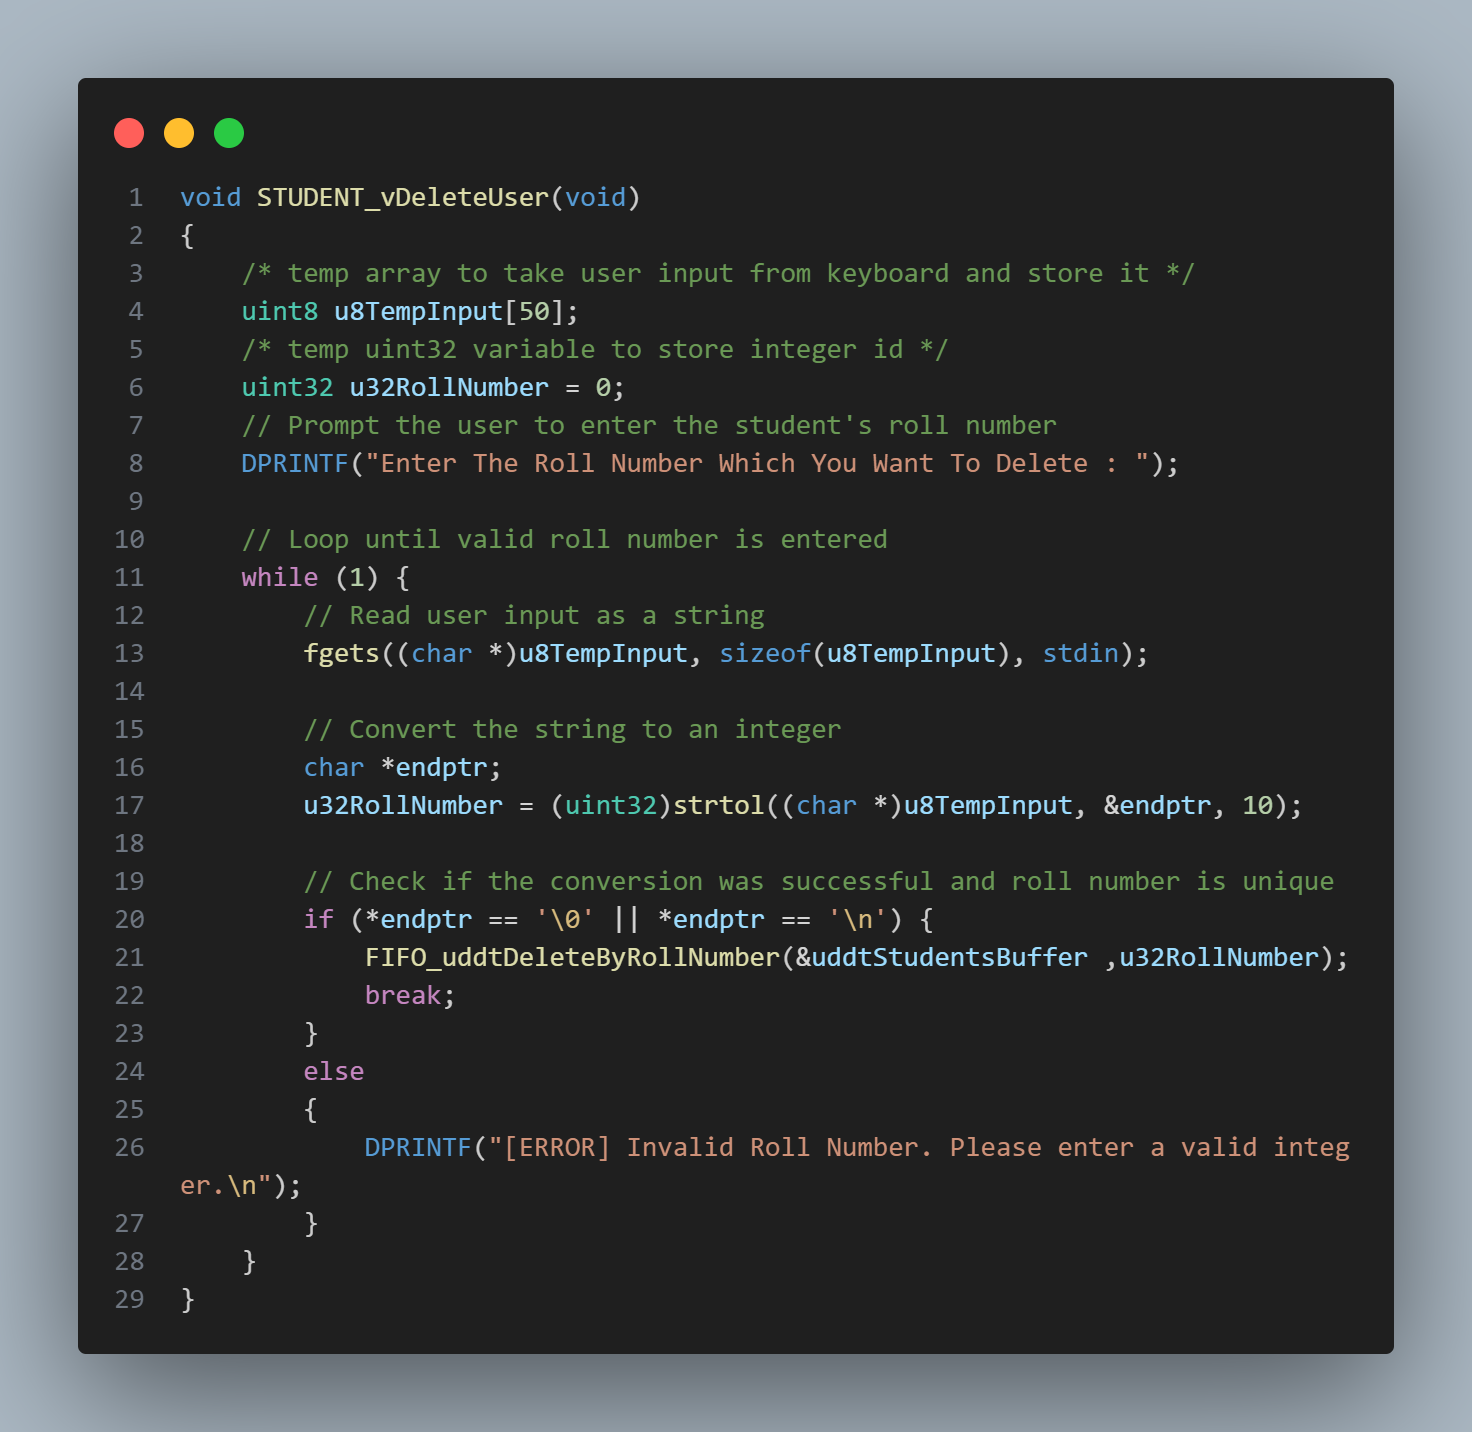 1 void STUDENT_vDeleteUser(void)
2 {
3     /* temp array to take user input from keyboard and store it */
4     uint8 u8TempInput[50];
5     /* temp uint32 variable to store integer id */
6     uint32 u32RollNumber = 0;
7     // Prompt the user to enter the student's roll number
8     DPRINTF("Enter The Roll Number Which You Want To Delete : ");
9
10     // Loop until valid roll number is entered
11     while (1) {
12         // Read user input as a string
13         fgets((char *)u8TempInput, sizeof(u8TempInput), stdin);
14
15         // Convert the string to an integer
16         char *endptr;
17         u32RollNumber = (uint32)strtol((char *)u8TempInput, &endptr, 10);
18
19         // Check if the conversion was successful and roll number is unique
20         if (*endptr == '\0' || *endptr == '\n') {
21             FIFO_uddtDeleteByRollNumber(&uddtStudentsBuffer ,u32RollNumber);
22             break;
23         }
24         else
25         {
26             DPRINTF("[ERROR] Invalid Roll Number. Please enter a valid integ
er.\n");
27         }
28     }
29 }